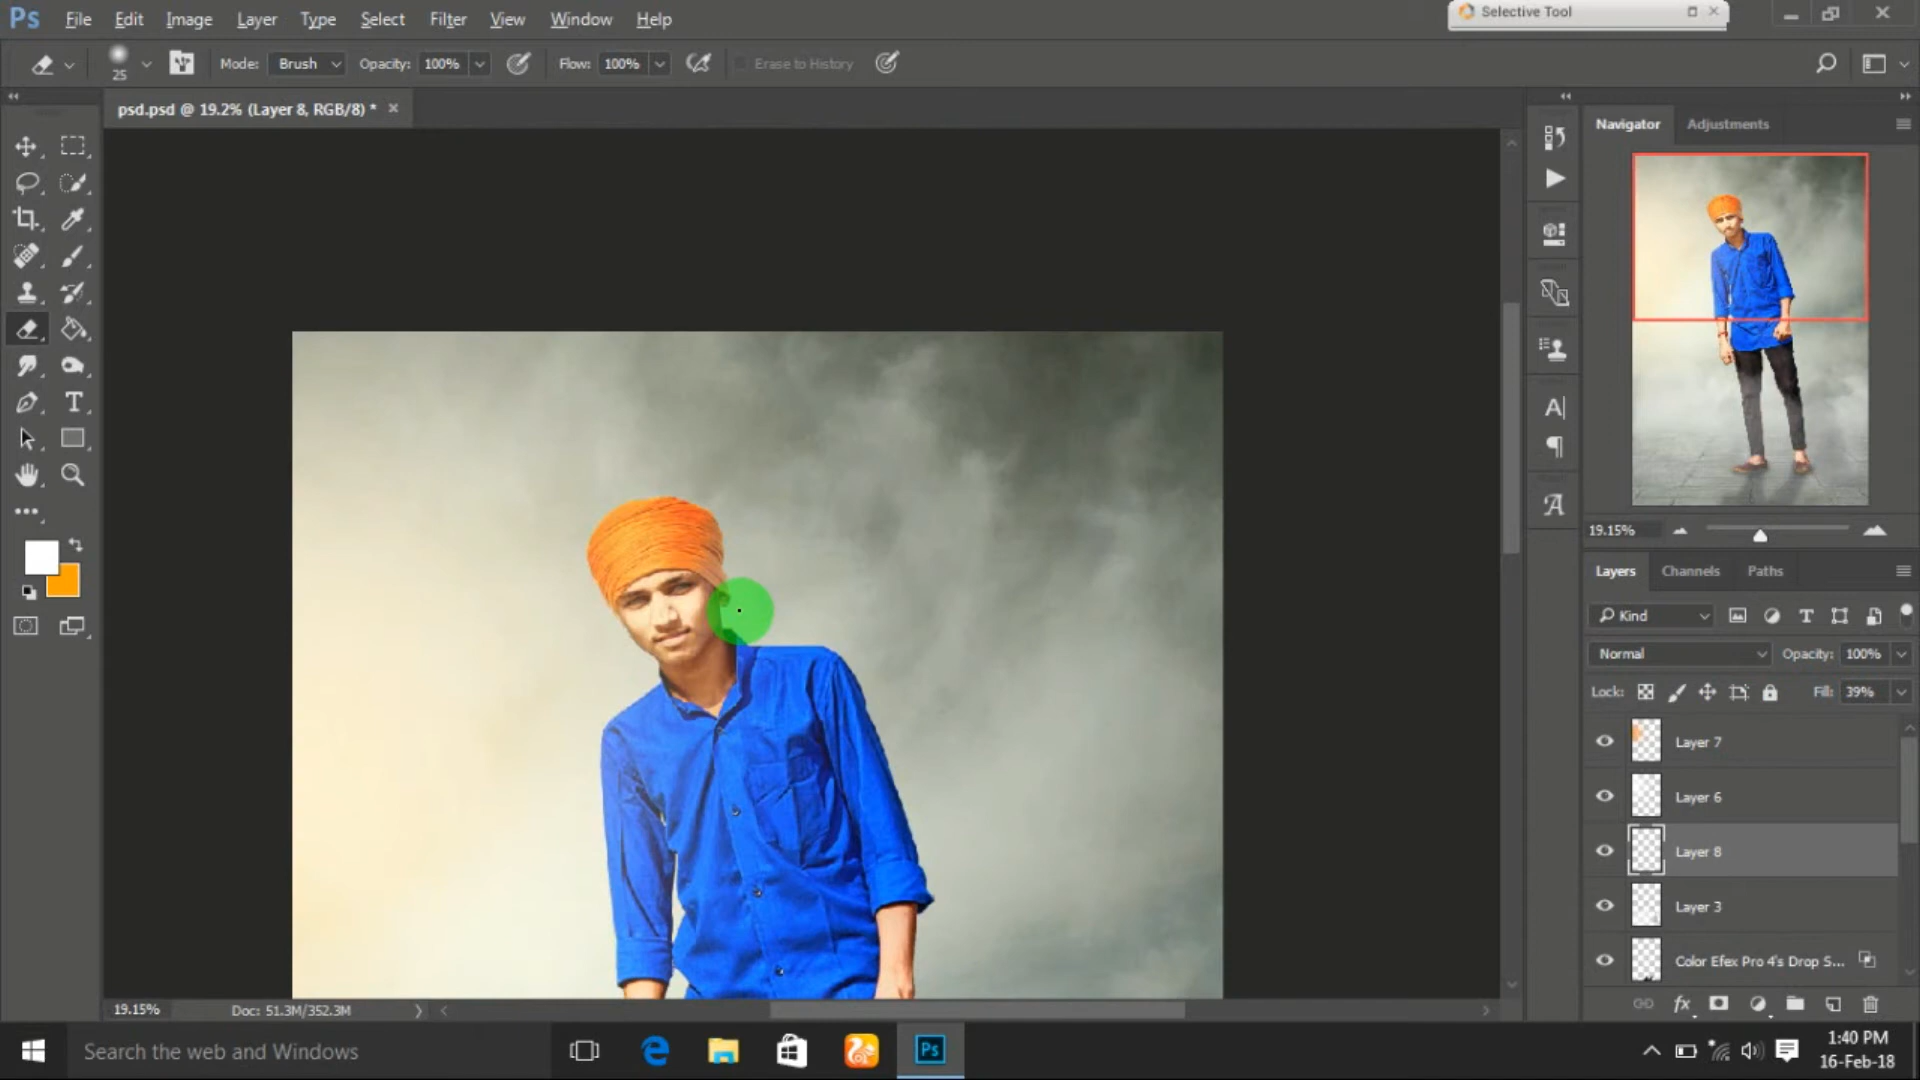 Ps File Edit Image Layer Type Select Filter View Window Help
Selective Tool
25 Mode: Brush Opacity: 100% Flow: 100% Erase to History
psd.psd @ 19.2% (Layer 8, RGB/8) *
Navigator Adjustments
19.15%
Layers Channels Paths
Kind
Normal Opacity: 100%
Lock: Fill: 39%
Layer 7
Layer 6
Layer 8
Layer 3
Color Efex Pro 4's Drop S...
fx
19.15% Doc: 51.3M/352.3M
Search the web and Windows
Ps
1:40 PM
16-Feb-18